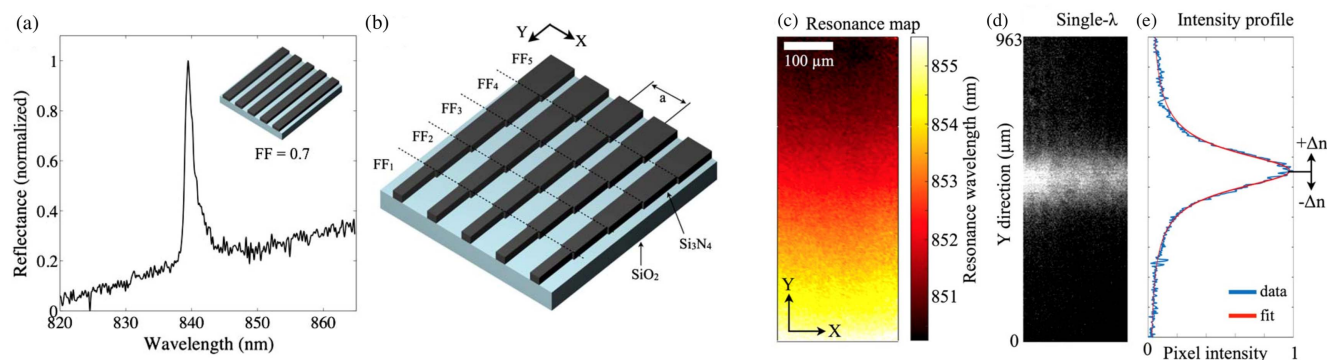 (a)
Reflectance (normalized)
1
0.8
0.6
0.4
0.2
0
820
830
840
850
860
Wavelength (nm)
FF = 0.7
(b)
Y
X
FF5
FF4
FF3
FF2
FF1
a
Si3N4
SiO2
(c)
Resonance map
100 µm
Y
X
855
854
853
852
851
Resonance wavelength (nm)
(d)
Single-λ
963
Y direction (µm)
0
(e)
Intensity profile
+Δn
-Δn
data
fit
0
1
Pixel intensity